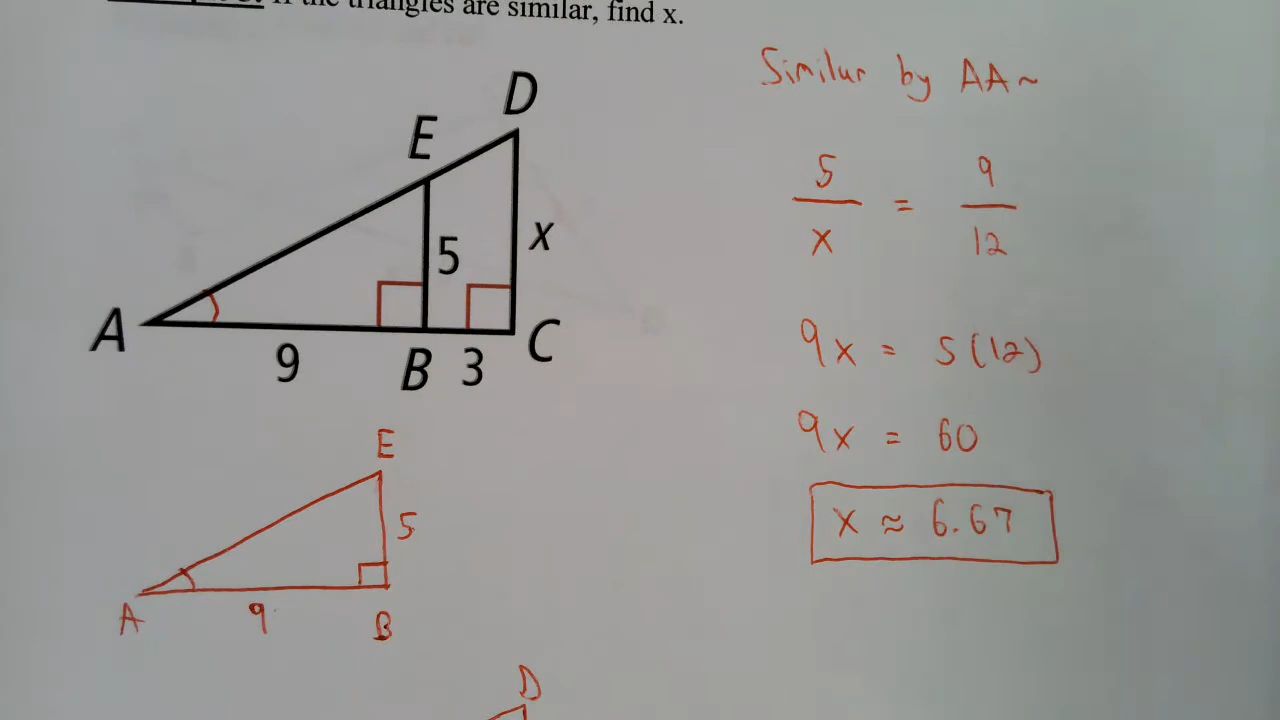 If the triangles are similar, find x.
Similar by AA~
D
E
5
x
A
9
B
3
C
5/x = 9/12
9x = 5(12)
9x = 60
x ≈ 6.67
E
5
A
9
B
D